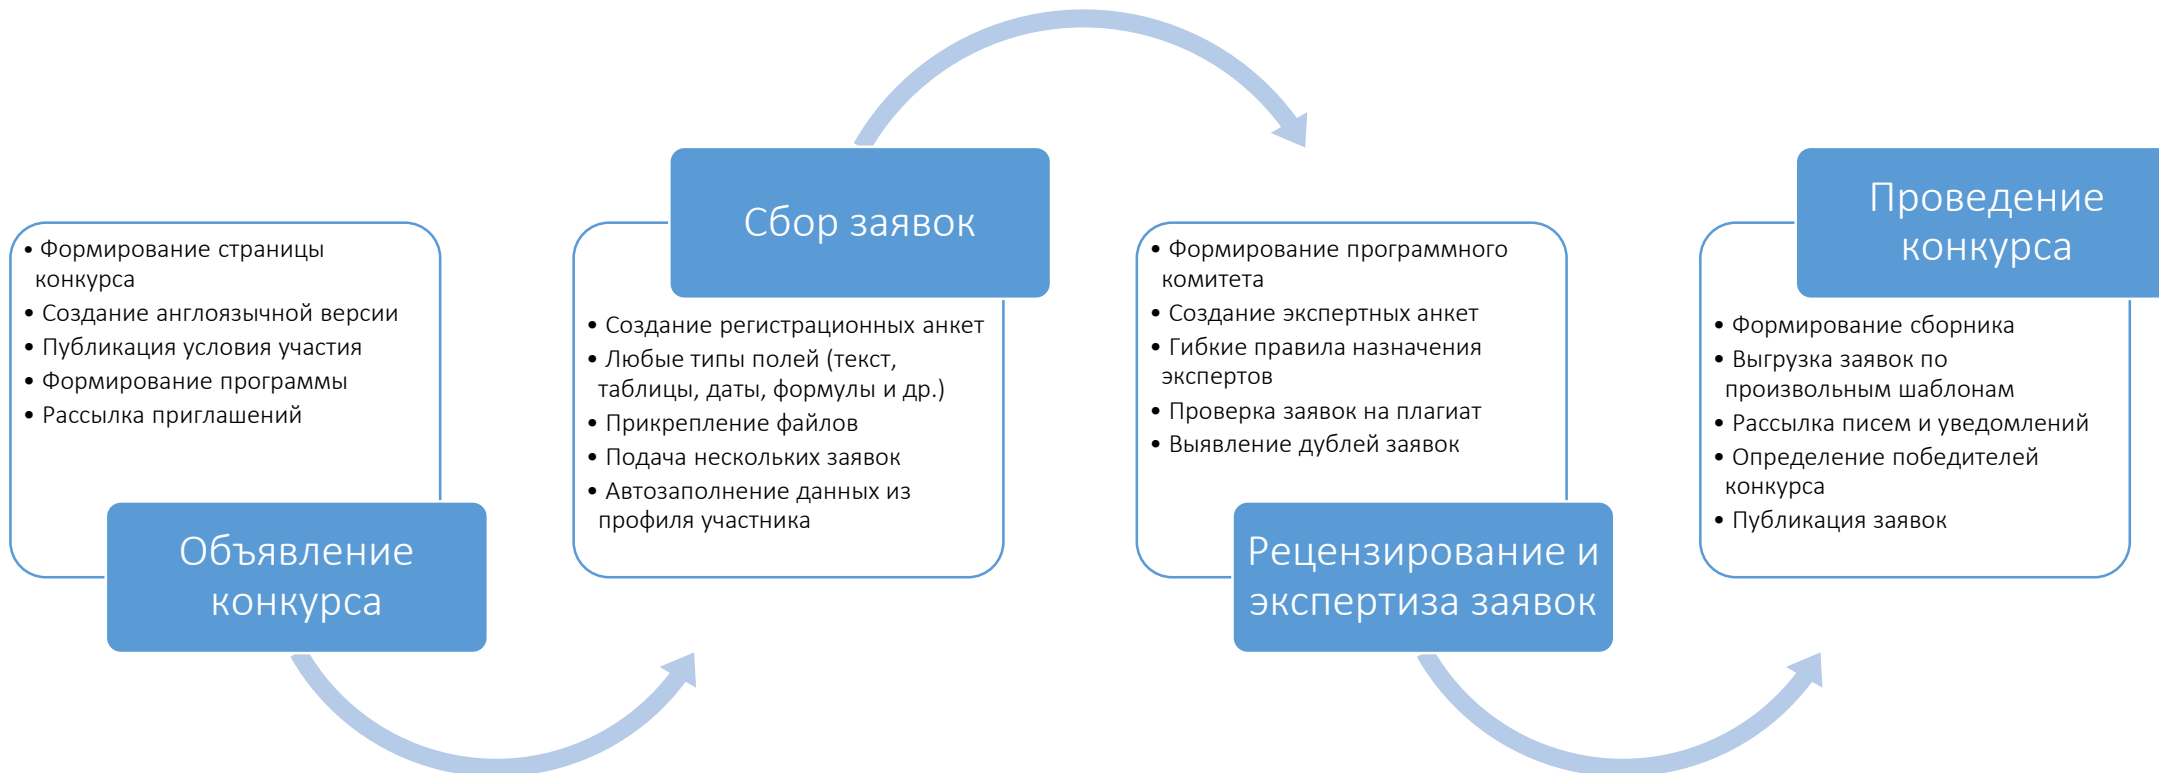 • Формирование страницы
конкурса
• Создание англоязычной версии
• Публикация условия участия
• Формирование программы
• Рассылка приглашений
Объявление
конкурса
Сбор заявок
• Создание регистрационных анкет
• Любые типы полей (текст,
таблицы, даты, формулы и др.)
• Прикрепление файлов
• Подача нескольких заявок
• Автозаполнение данных из
профиля участника
• Формирование программного
комитета
• Создание экспертных анкет
• Гибкие правила назначения
экспертов
• Проверка заявок на плагиат
• Выявление дублей заявок
Рецензирование и
экспертиза заявок
Проведение
конкурса
• Формирование сборника
• Выгрузка заявок по
произвольным шаблонам
• Рассылка писем и уведомлений
• Определение победителей
конкурса
• Публикация заявок